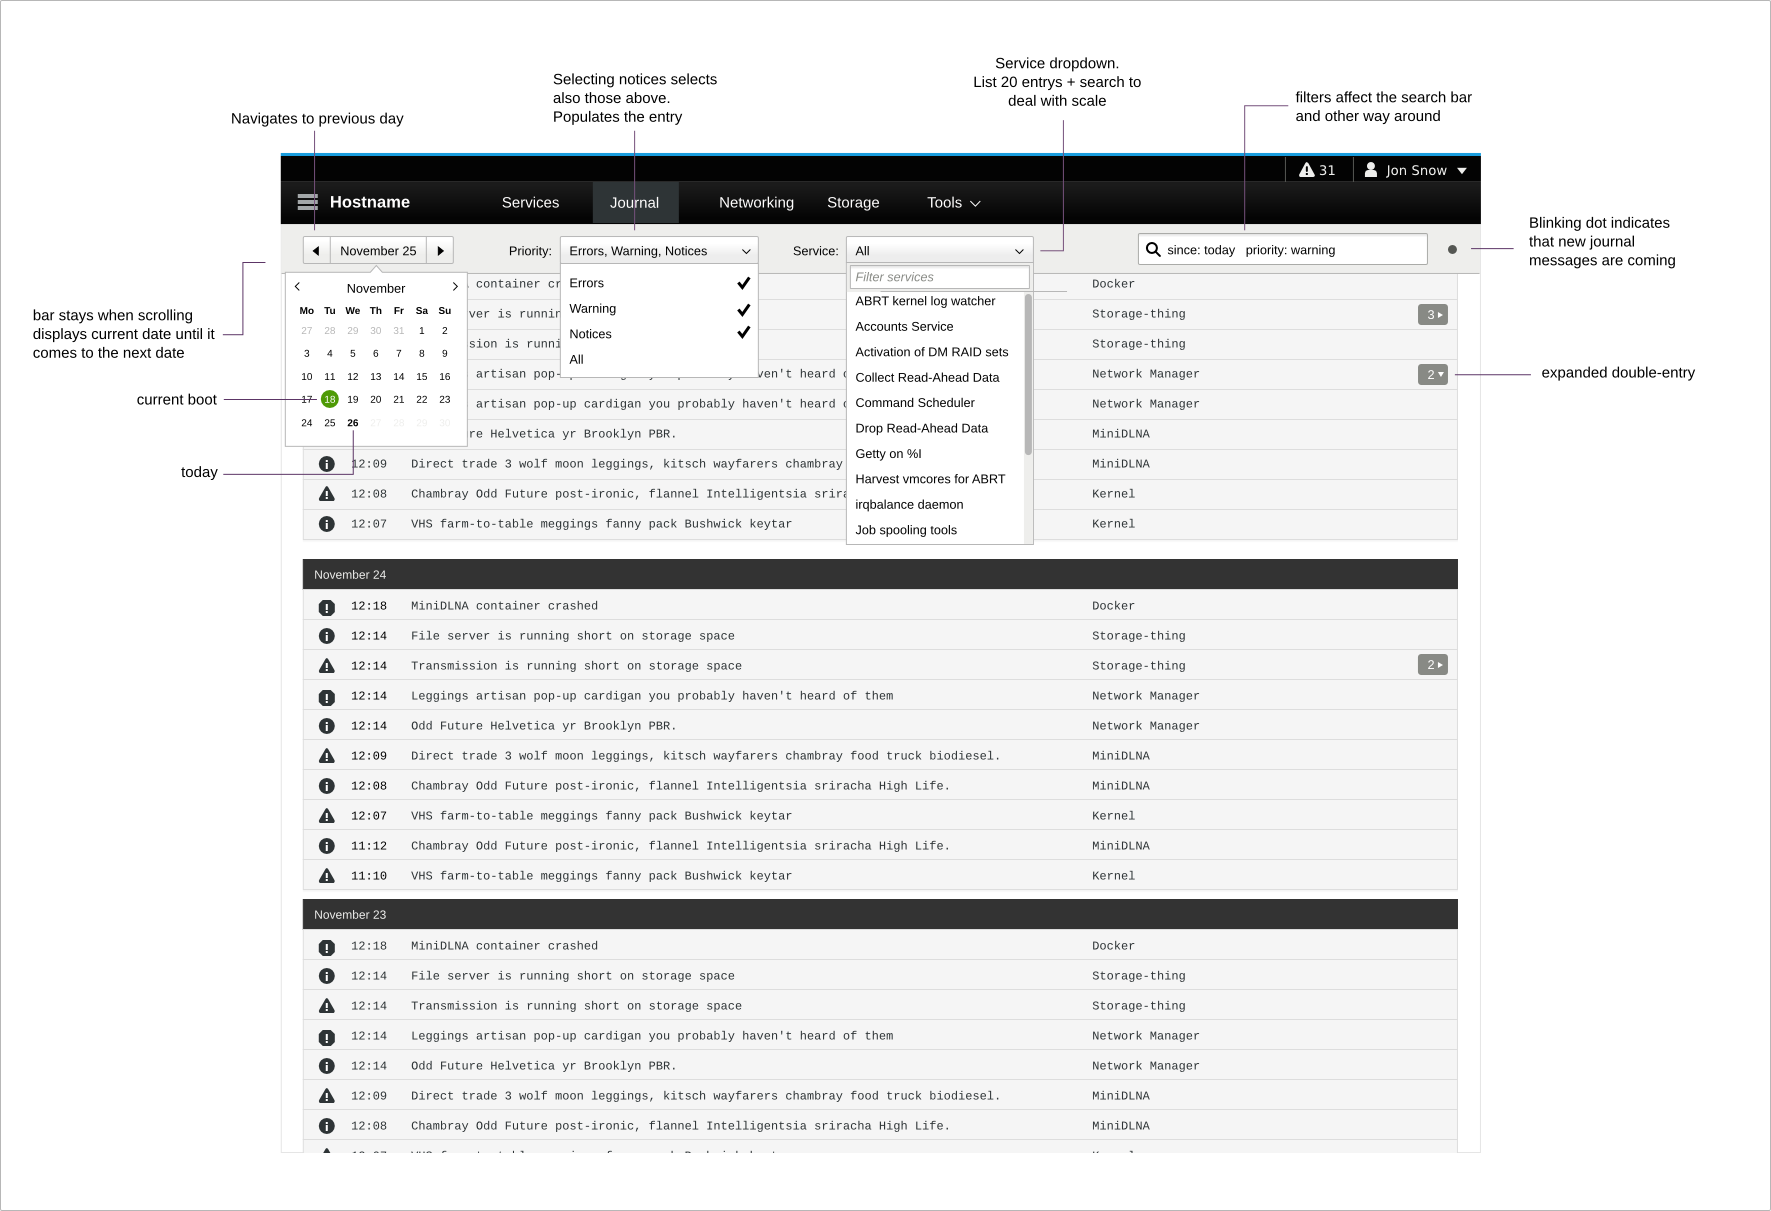 Service dropdown.
List 20 entrys + search to
deal with scale
Selecting notices selects
also those above.
Populates the entry
filters affect the search bar
and other way around
Navigates to previous day
31
Jon Snow
Hostname
Services
Journal
Networking
Storage
Tools
Blinking dot indicates
that new journal
messages are coming
November 25
Priority:
Errors, Warning, Notices
Service:
All
since: today priority: warning
bar stays when scrolling
displays current date until it
comes to the next date
November
Mo Tu We Th Fr Sa Su
27 28 29 30 31 1 2
3 4 5 6 7 8 9
10 11 12 13 14 15 16
17 18 19 20 21 22 23
24 25 26 27 28 29 30
current boot
today
Errors
Warning
Notices
All
Filter services
ABRT kernel log watcher
Accounts Service
Activation of DM RAID sets
Collect Read-Ahead Data
Command Scheduler
Drop Read-Ahead Data
Getty on %I
Harvest vmcores for ABRT
irqbalance daemon
Job spooling tools
container Docker
is Storage-thing 3
is Storage-thing
artisan haven't heard Network Manager 2
expanded double-entry
artisan pop-up cardigan you probably haven't heard Network Manager
Helvetica yr Brooklyn PBR. MiniDLNA
12:09 Direct trade 3 wolf moon leggings, kitsch wayfarers chambray MiniDLNA
12:08 Chambray Odd Future post-ironic, flannel Intelligentsia Kernel
12:07 VHS farm-to-table meggings fanny pack Bushwick keytar Kernel
November 24
12:18 MiniDLNA container crashed Docker
12:14 File server is running short on storage space Storage-thing
12:14 Transmission is running short on storage space Storage-thing 2
12:14 Leggings artisan pop-up cardigan you probably haven't heard of them Network Manager
12:14 Odd Future Helvetica yr Brooklyn PBR. Network Manager
12:09 Direct trade 3 wolf moon leggings, kitsch wayfarers chambray food truck biodiesel. MiniDLNA
12:08 Chambray Odd Future post-ironic, flannel Intelligentsia sriracha High Life. MiniDLNA
12:07 VHS farm-to-table meggings fanny pack Bushwick keytar Kernel
11:12 Chambray Odd Future post-ironic, flannel Intelligentsia sriracha High Life. MiniDLNA
11:10 VHS farm-to-table meggings fanny pack Bushwick keytar Kernel
November 23
12:18 MiniDLNA container crashed Docker
12:14 File server is running short on storage space Storage-thing
12:14 Transmission is running short on storage space Storage-thing
12:14 Leggings artisan pop-up cardigan you probably haven't heard of them Network Manager
12:14 Odd Future Helvetica yr Brooklyn PBR. Network Manager
12:09 Direct trade 3 wolf moon leggings, kitsch wayfarers chambray food truck biodiesel. MiniDLNA
12:08 Chambray Odd Future post-ironic, flannel Intelligentsia sriracha High Life. MiniDLNA